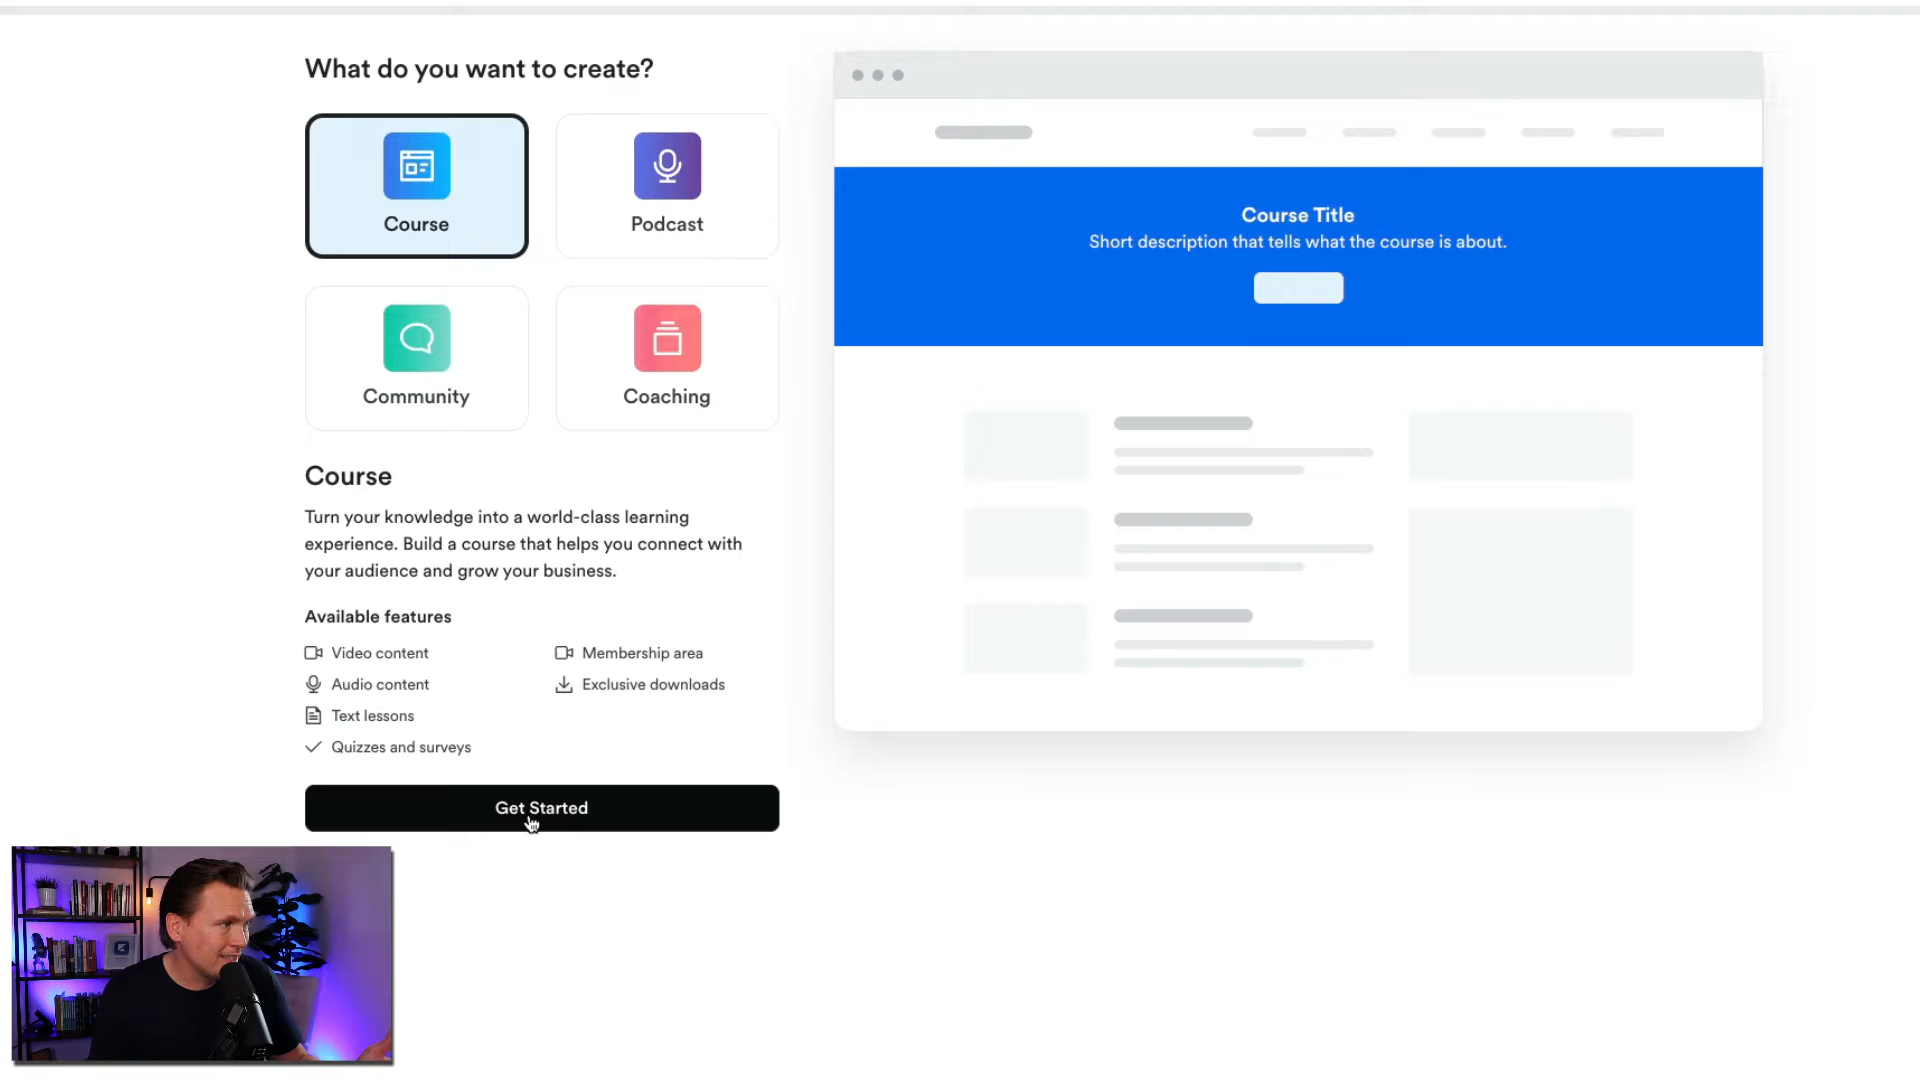 What do you want to create?
Course
Podcast
Community
Coaching
Course
Turn your knowledge into a world-class learning
experience. Build a course that helps you connect with
your audience and grow your business.
Available features
Video content
Audio content
Text lessons
Quizzes and surveys
Membership area
Exclusive downloads
Get Started
Course Title
Short description that tells what the course is about.